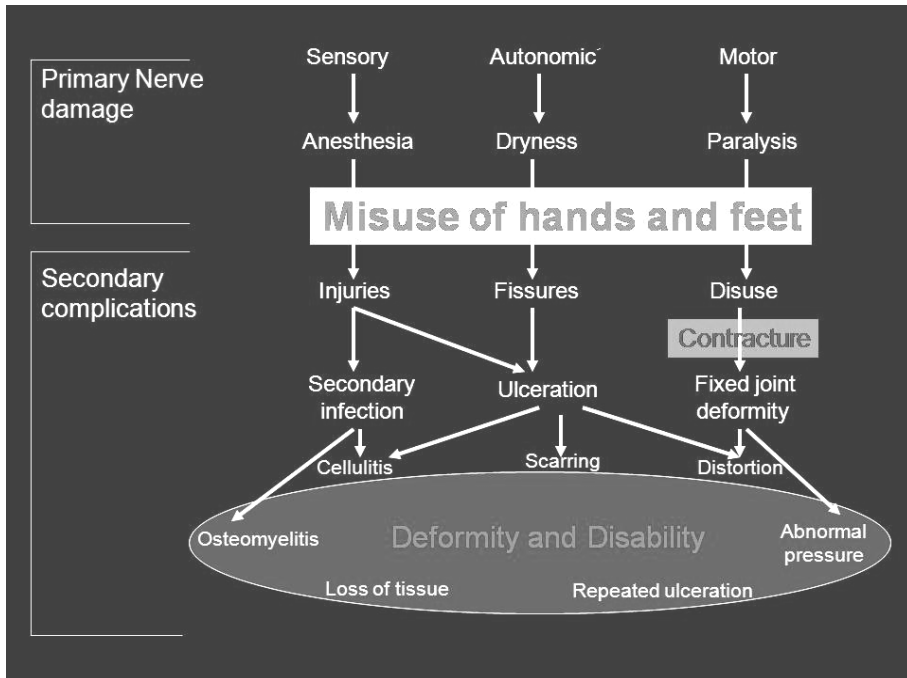 Primary Nerve
damage
Sensory
Autonomic
Motor
Anesthesia
Dryness
Paralysis
Misuse of hands and feet
Secondary
complications
Injuries
Fissures
Disuse
Contracture
Secondary
infection
Ulceration
Fixed joint
deformity
Cellulitis
Scarring
Distortion
Osteomyelitis
Deformity and Disability
Abnormal
pressure
Loss of tissue
Repeated ulceration